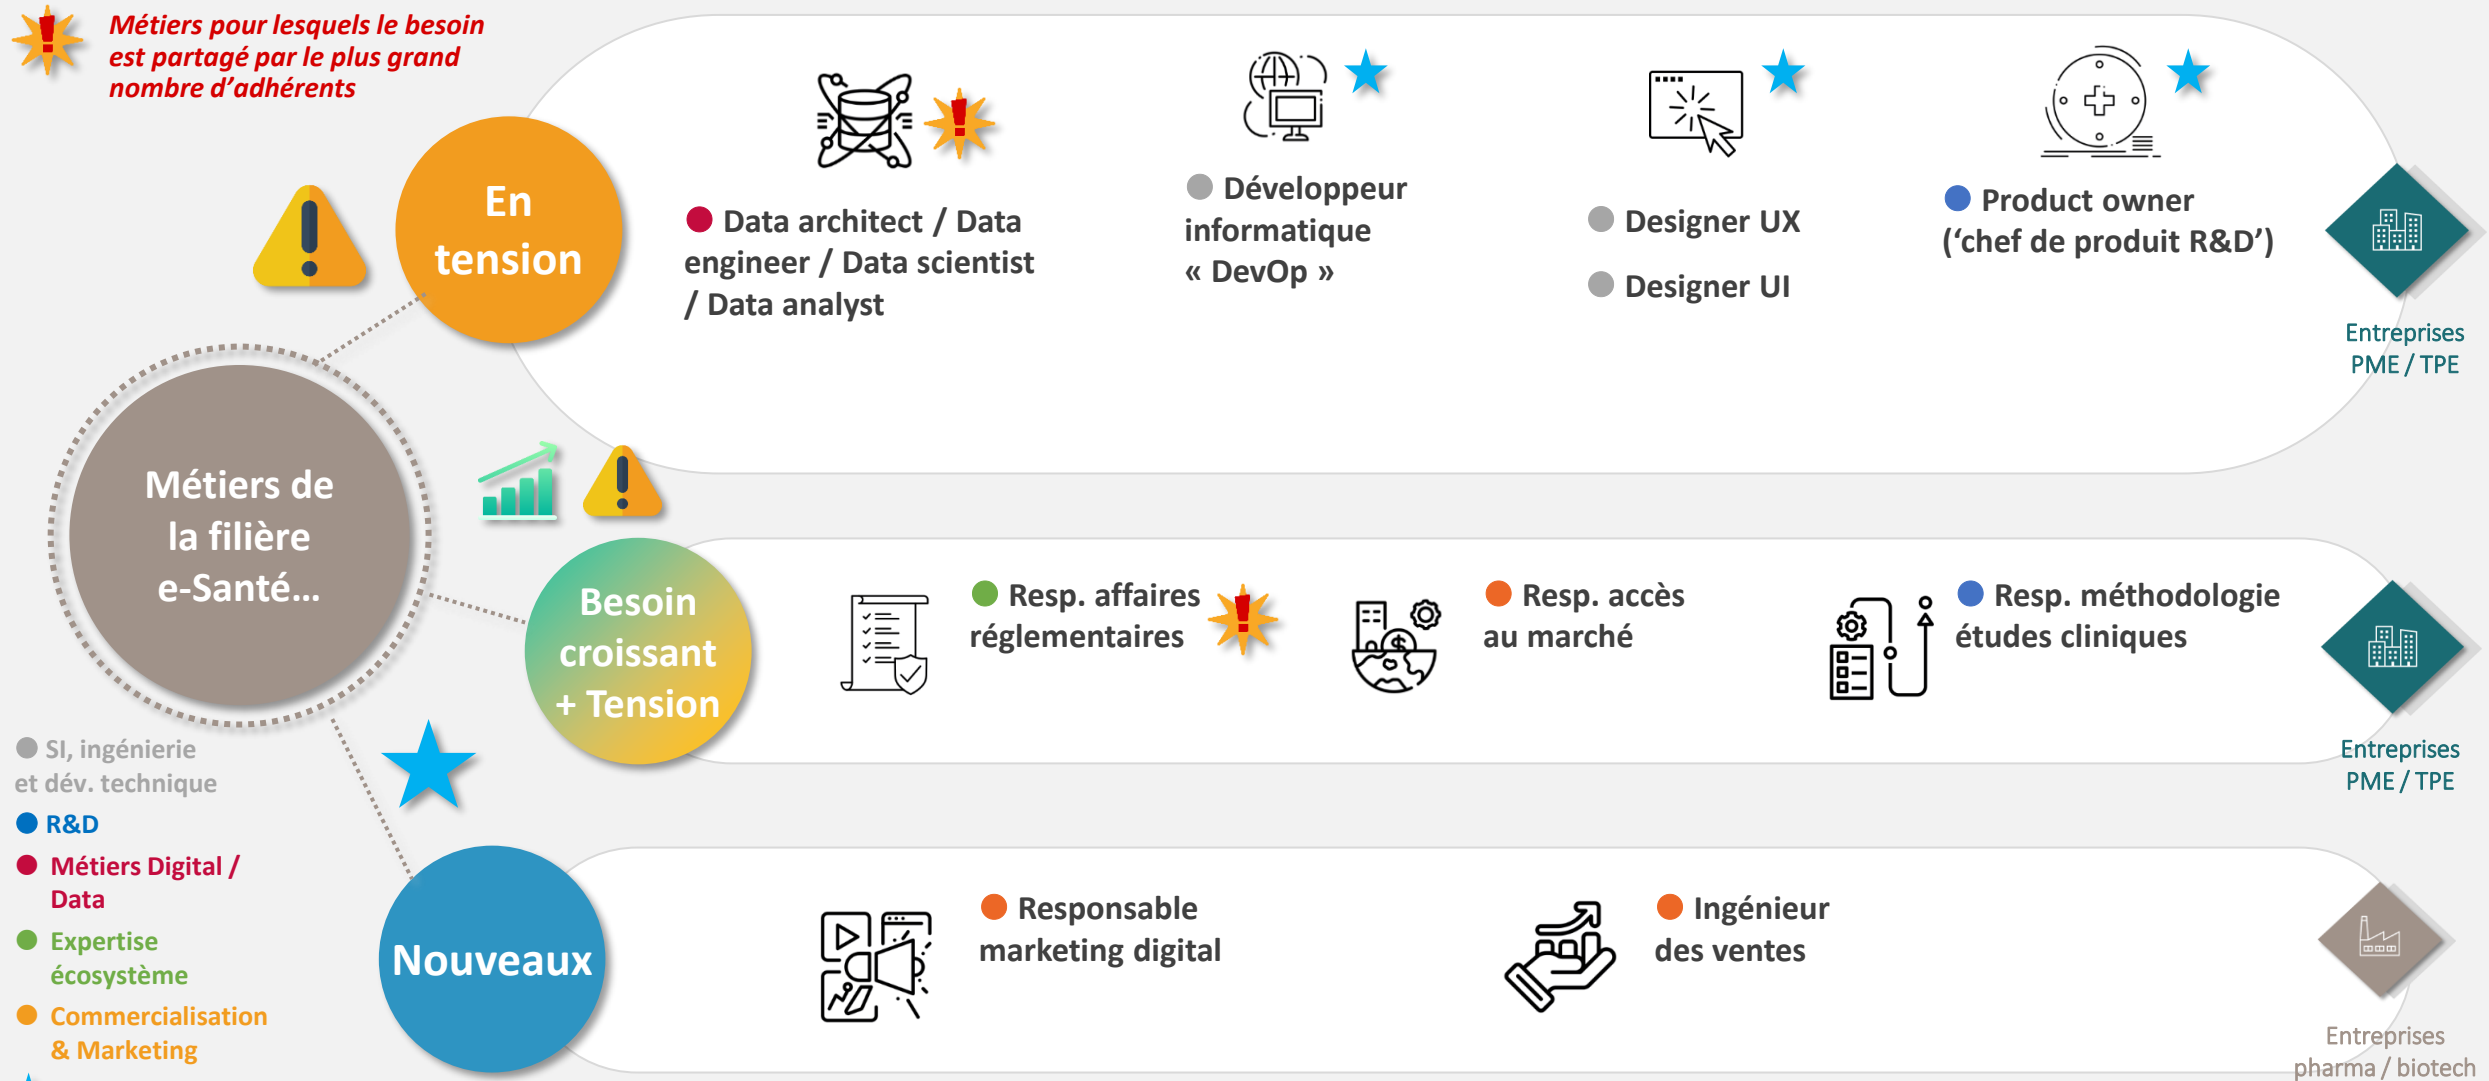 Métiers pour lesquels le besoin
est partagé par le plus grand
nombre d’adhérents
En
tension
Data architect / Data
engineer / Data scientist
/ Data analyst
Développeur
informatique
« DevOp »
Designer UX
Designer UI
Product owner
(‘chef de produit R&D’)
Entreprises
PME / TPE
Métiers de
la filière
e-Santé...
Besoin
croissant
+ Tension
Resp. affaires
réglementaires
Resp. accès
au marché
Resp. méthodologie
études cliniques
Entreprises
PME / TPE
SI, ingénierie
et dév. technique
R&D
Métiers Digital /
Data
Expertise
écosystème
Commercialisation
& Marketing
Nouveaux
Responsable
marketing digital
Ingénieur
des ventes
Entreprises
pharma / biotech